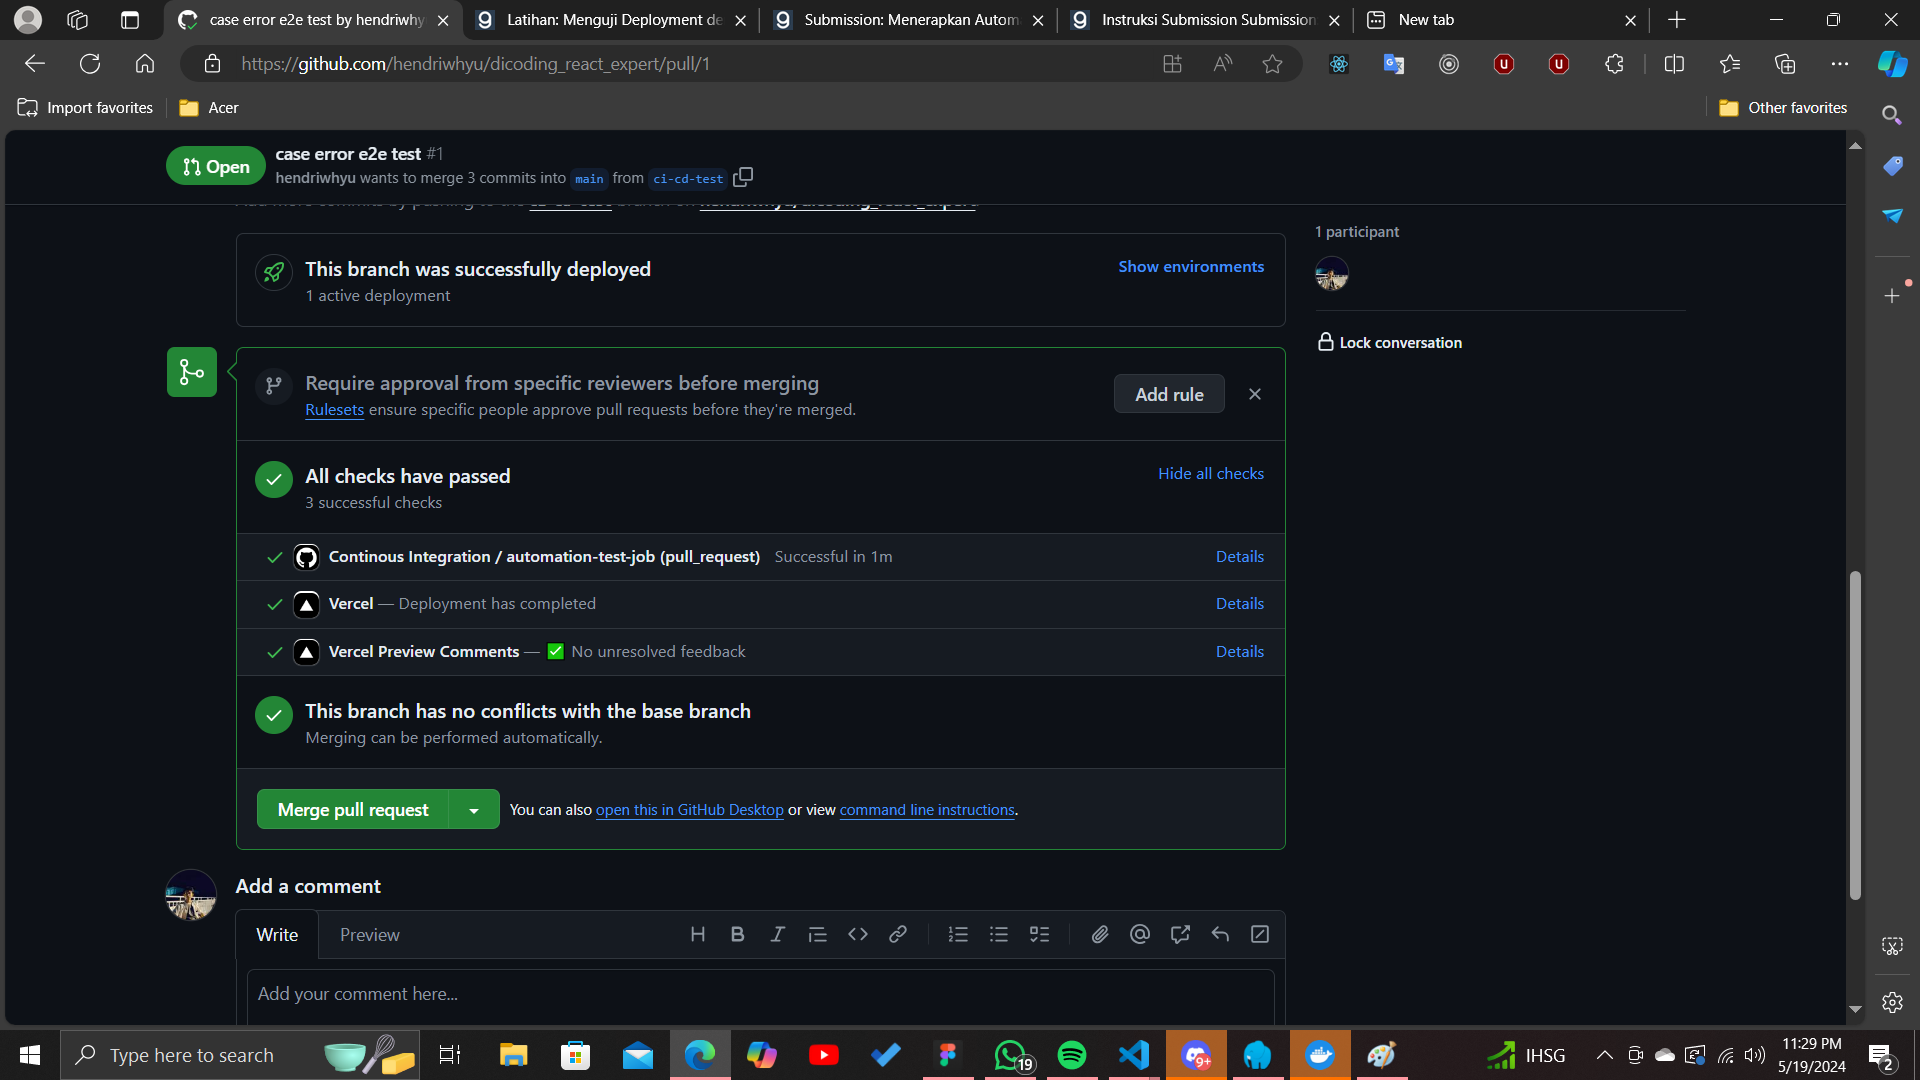 case error e2e test by hendriwhy
Latihan: Menguji Deployment de
Submission: Menerapkan Autom
Instruksi Submission Submission
New tab
https://github.com/hendriwhyu/dicoding_react_expert/pull/1
Import favorites
Acer
Other favorites
Open
case error e2e test #1
hendriwhyu wants to merge 3 commits into main from ci-cd-test
This branch was successfully deployed
Show environments
1 active deployment
1 participant
Lock conversation
Require approval from specific reviewers before merging
Rulesets ensure specific people approve pull requests before they're merged.
Add rule
All checks have passed
Hide all checks
3 successful checks
Continous Integration / automation-test-job (pull_request) Successful in 1m Details
Vercel — Deployment has completed Details
Vercel Preview Comments — ✅ No unresolved feedback Details
This branch has no conflicts with the base branch
Merging can be performed automatically.
Merge pull request
You can also open this in GitHub Desktop or view command line instructions.
Add a comment
Write
Preview
Add your comment here...
Type here to search
19
9+
IHSG
11:29 PM
5/19/2024
2